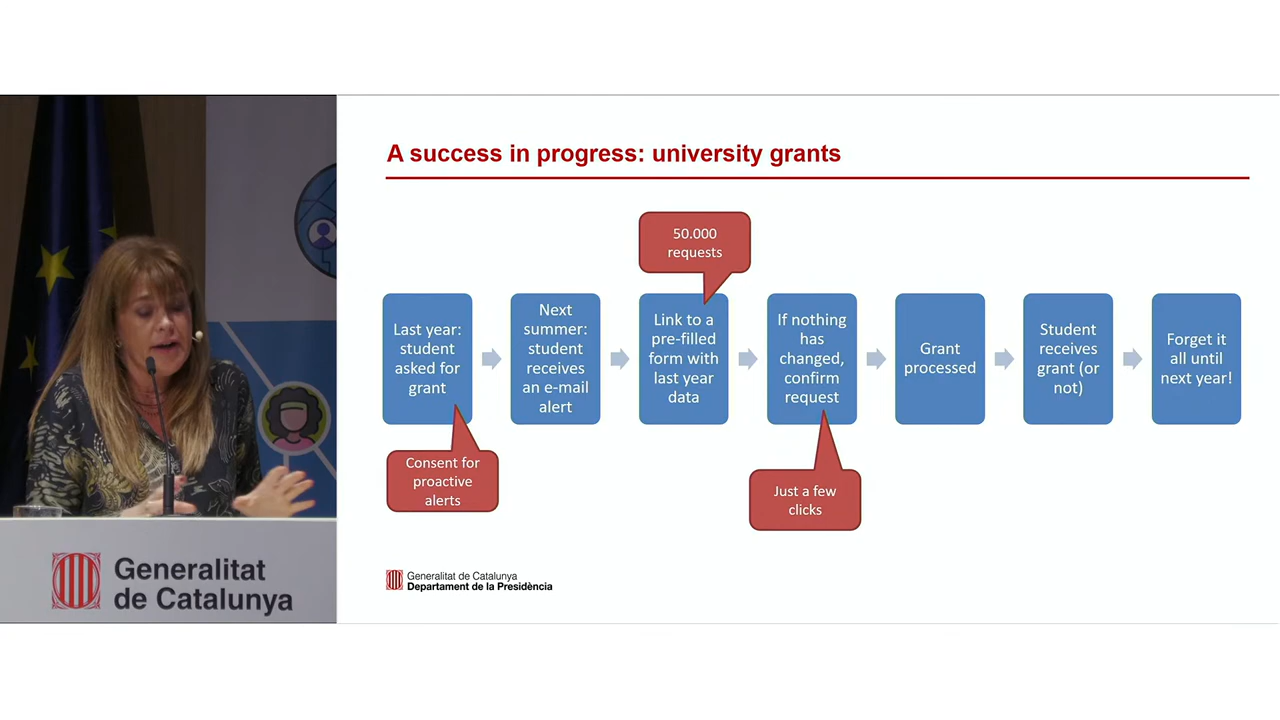 A success in progress: university grants
50.000
requests
Last year:
student
asked for
grant
Next
summer:
student
receives
an e-mail
alert
Link to a
pre-filled
form with
last year
data
If nothing
has
changed,
confirm
request
Grant
processed
Student
receives
grant (or
not)
Forget it
all until
next year!
Consent for
proactive
alerts
Just a few
clicks
Generalitat de Catalunya
Departament de la Presidència
Generalitat
de Catalunya